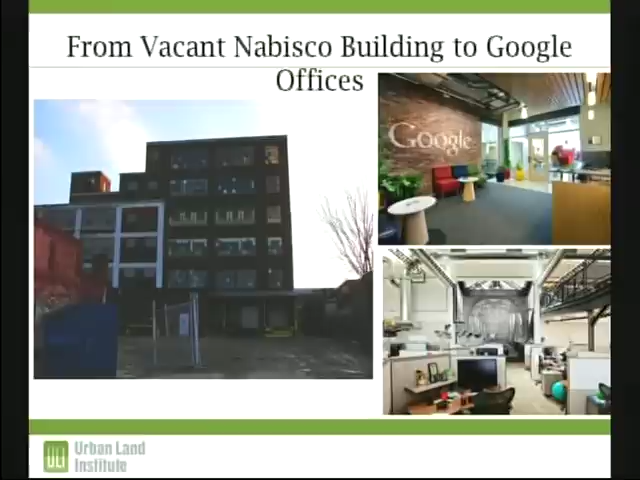 From Vacant Nabisco Building to Google
Offices
Google
ULI
Urban Land
Institute